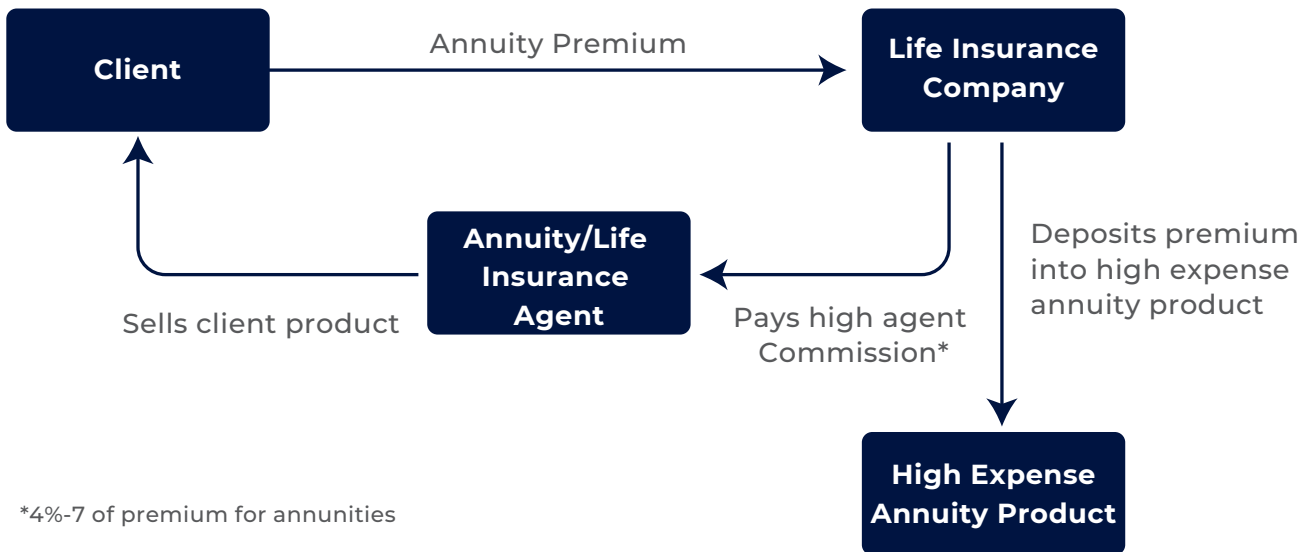 Client
Annuity Premium
Life Insurance
Company
Annuity/Life
Insurance
Agent
Sells client product
Pays high agent
Commission*
Deposits premium
into high expense
annuity product
High Expense
Annuity Product
*4%-7 of premium for annunities